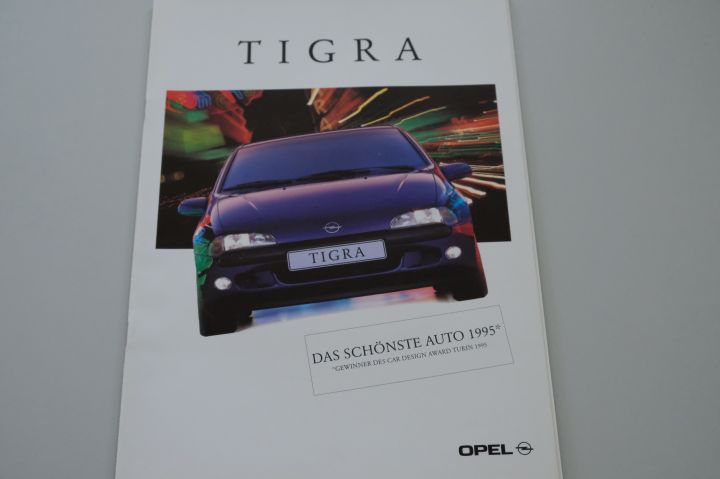 TIGRA
TIGRA
DAS SCHÖNSTE AUTO 1995*
*GEWINNER DES CAR DESIGN AWARD TURIN 1995
OPEL